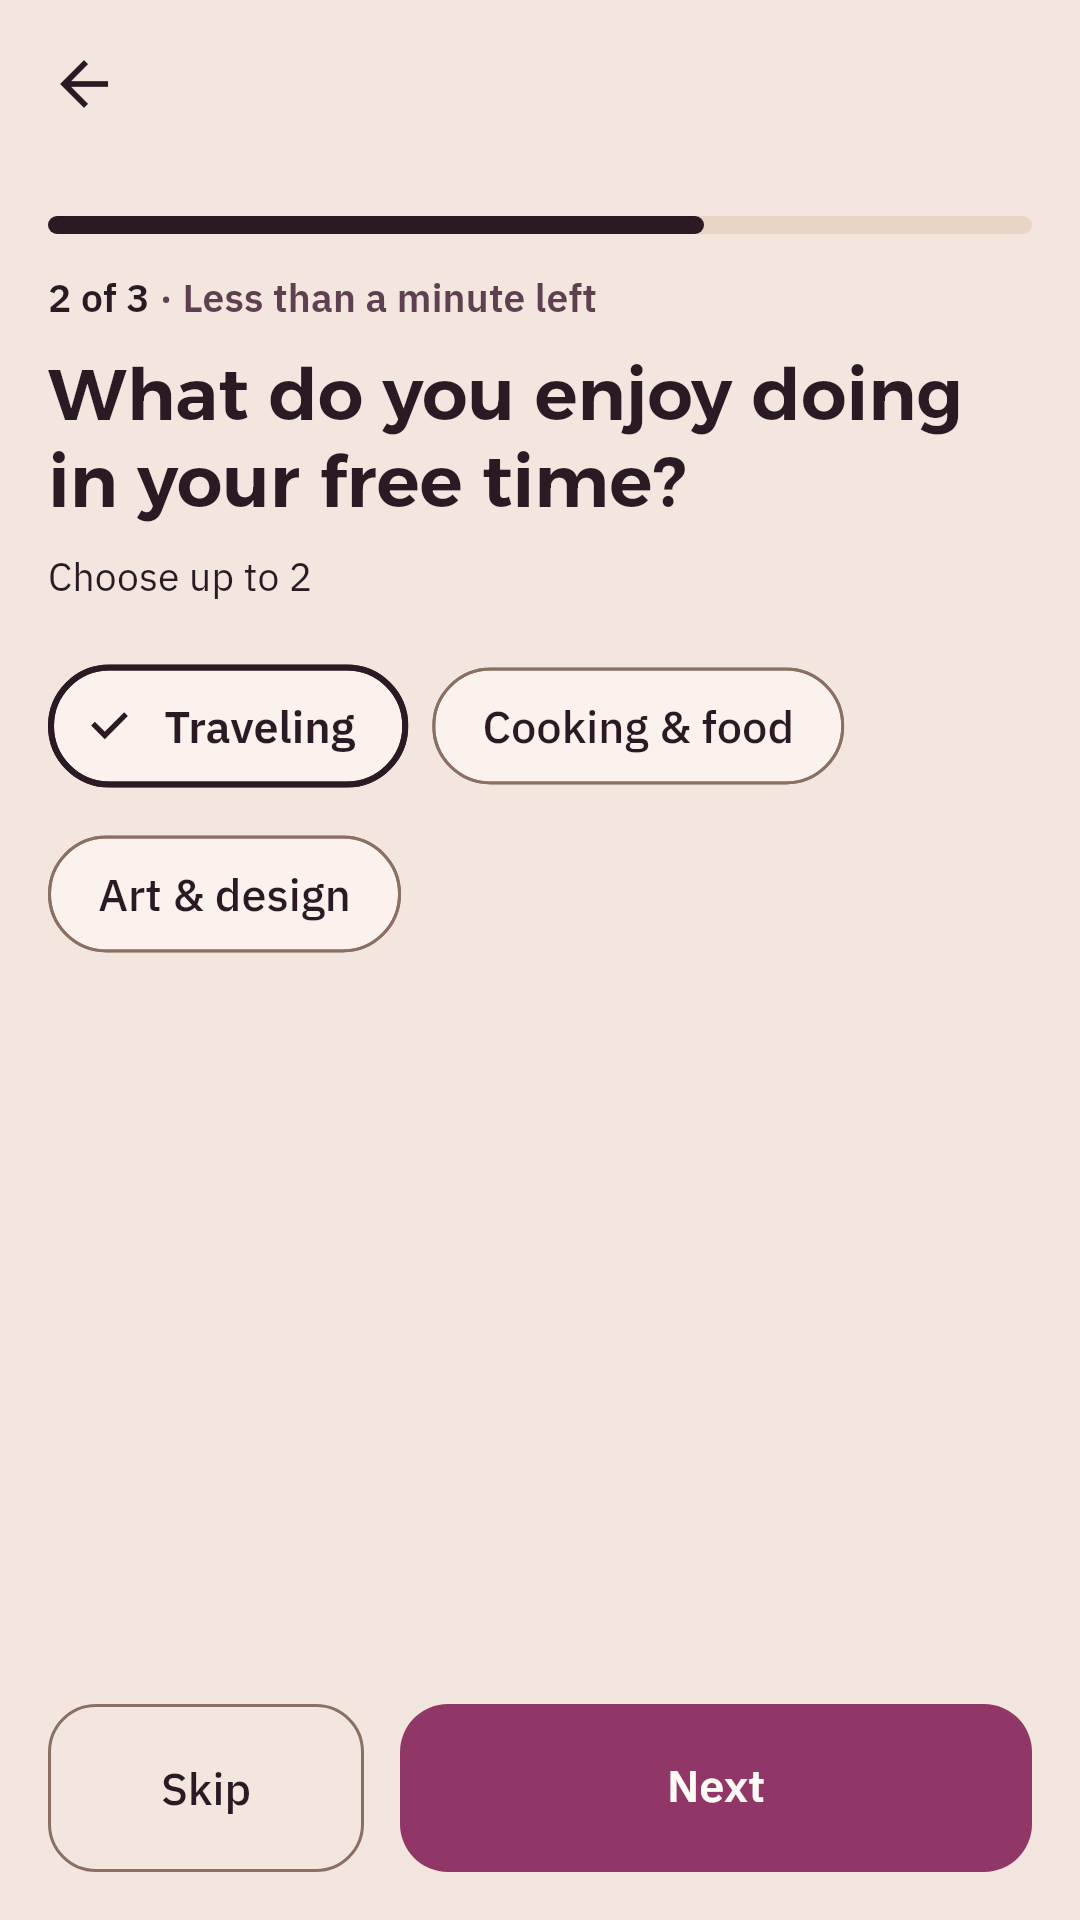 2 of 3 · Less than a minute left
What do you enjoy doing
in your free time?
Choose up to 2
Traveling
Cooking & food
Art & design
Skip
Next